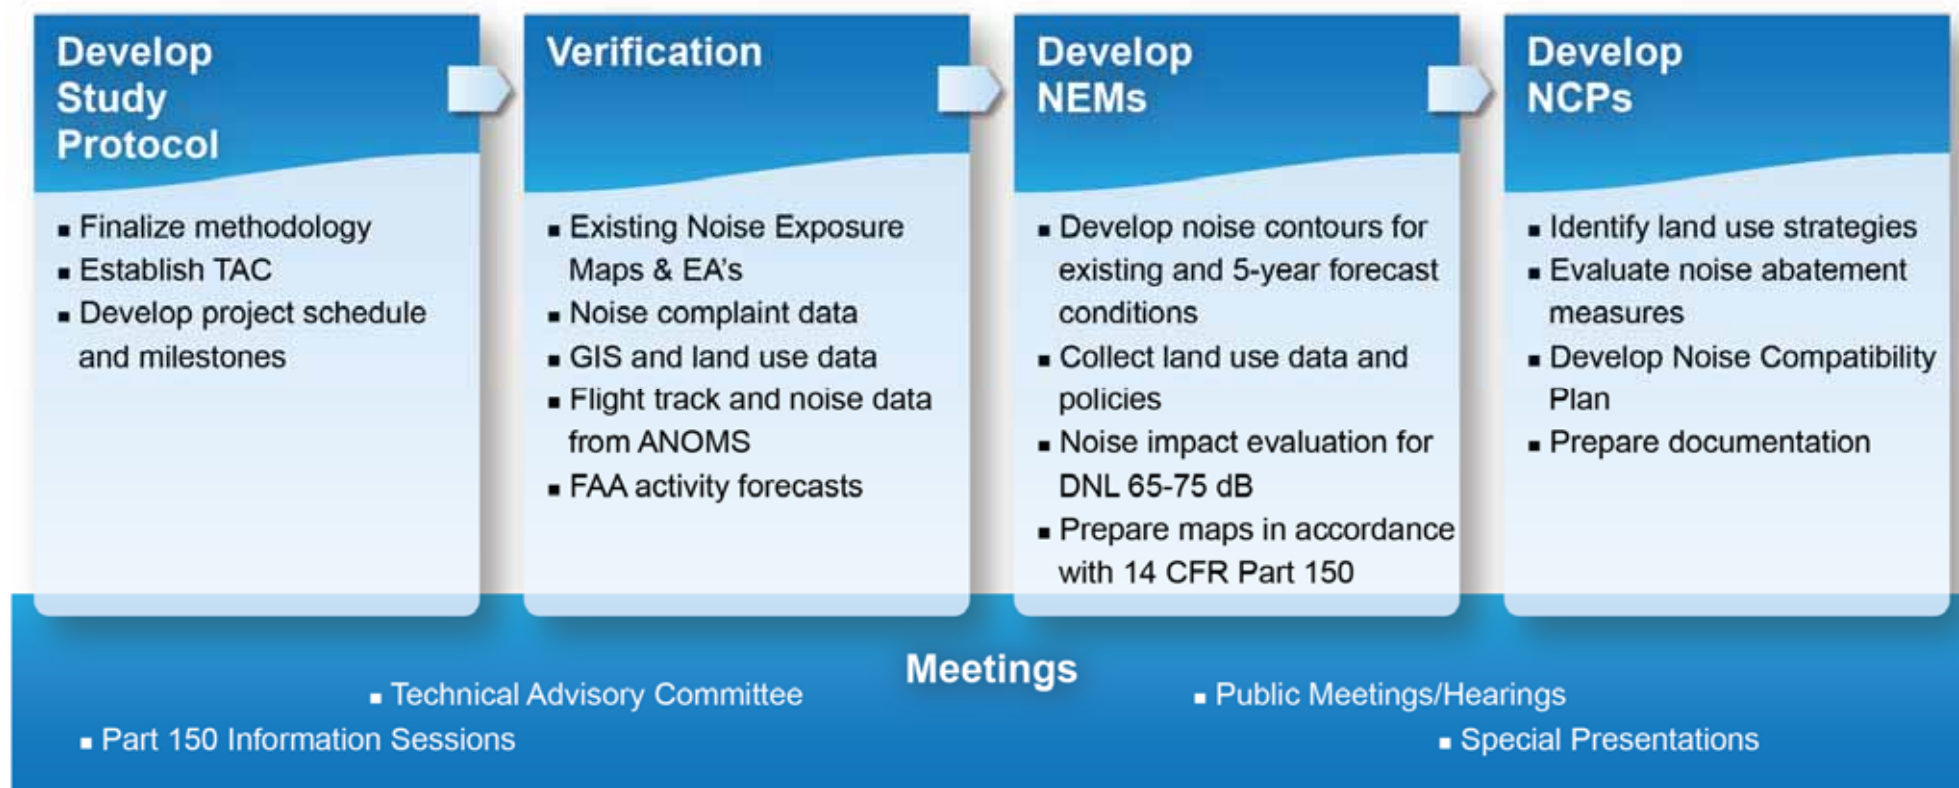 Develop
Study
Protocol
▪ Finalize methodology
▪ Establish TAC
▪ Develop project schedule
and milestones
Verification
▪ Existing Noise Exposure
Maps & EA's
▪ Noise complaint data
▪ GIS and land use data
▪ Flight track and noise data
from ANOMS
▪ FAA activity forecasts
Develop
NEMs
▪ Develop noise contours for
existing and 5-year forecast
conditions
▪ Collect land use data and
policies
▪ Noise impact evaluation for
DNL 65-75 dB
▪ Prepare maps in accordance
with 14 CFR Part 150
Develop
NCPs
▪ Identify land use strategies
▪ Evaluate noise abatement
measures
▪ Develop Noise Compatibility
Plan
▪ Prepare documentation
Meetings
▪ Technical Advisory Committee
▪ Public Meetings/Hearings
▪ Part 150 Information Sessions
▪ Special Presentations